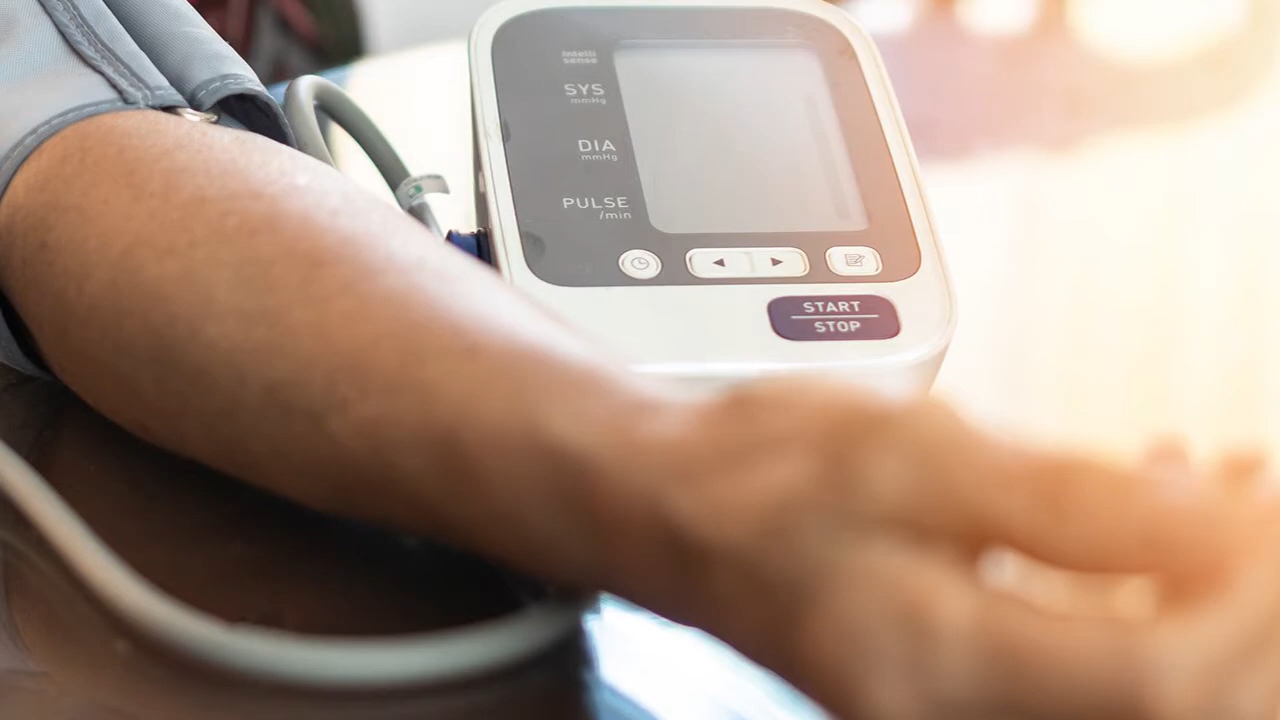 Intelli
sense
SYS
mmHg
DIA
mmHg
PULSE
/min
START
STOP